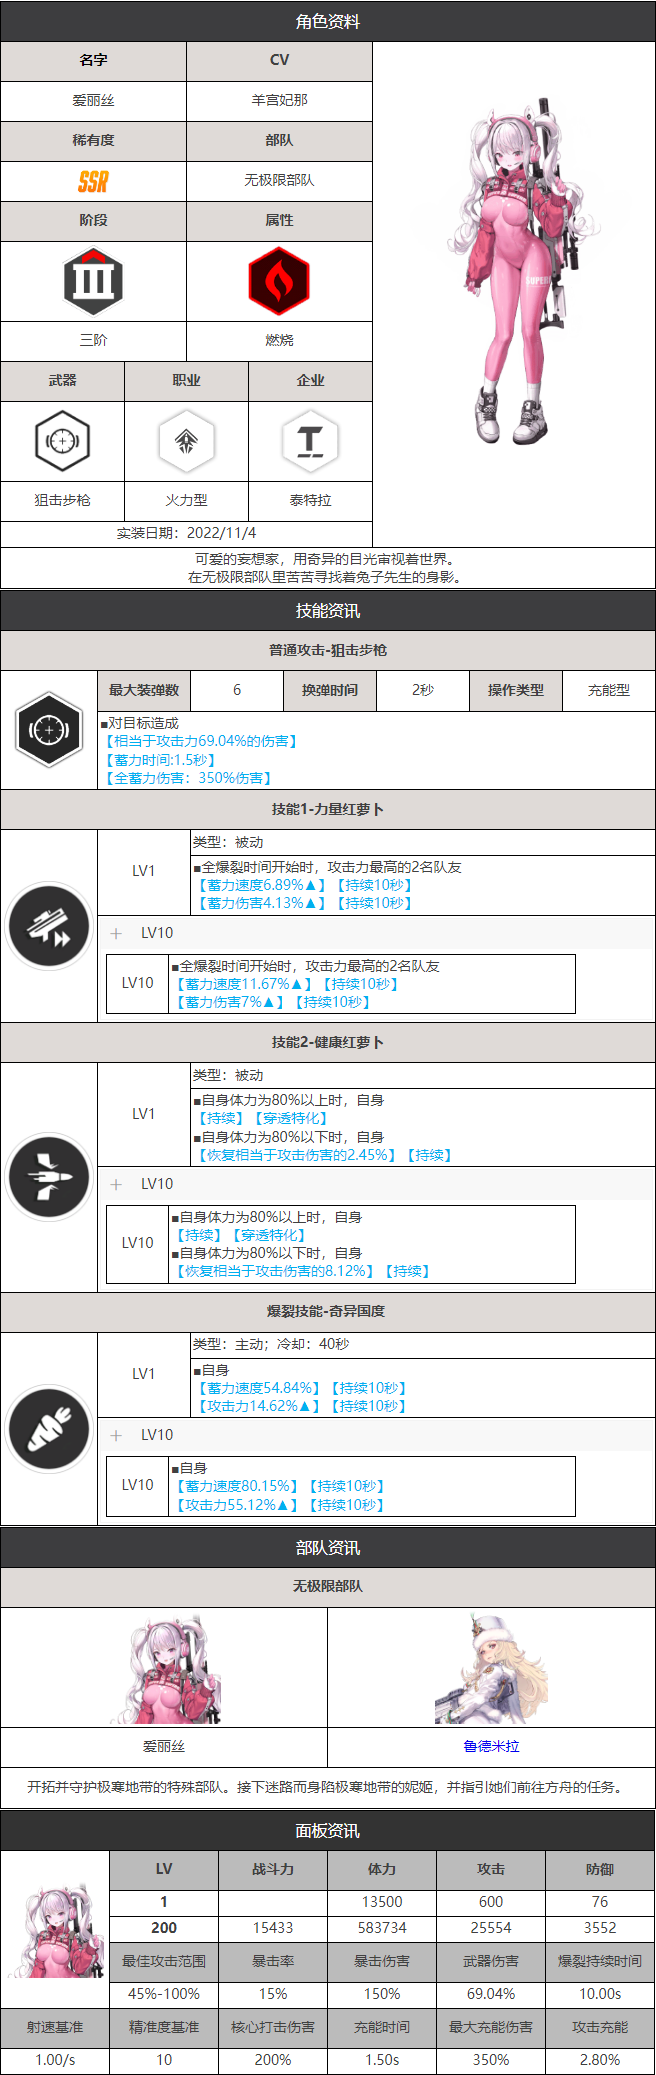 角色资料
名字
CV
爱丽丝
羊宫妃那
稀有度
部队
SSR
无极限部队
阶段
属性
三阶
燃烧
武器
职业
企业
狙击步枪
火力型
泰特拉
实装日期：2022/11/4
SUPER
可爱的妄想家，用奇异的目光审视着世界。
在无极限部队里苦苦寻找着兔子先生的身影。
技能资讯
普通攻击-狙击步枪
最大装弹数
6
换弹时间
2秒
操作类型
充能型
■对目标造成
【相当于攻击力69.04%的伤害】
【蓄力时间:1.5秒】
【全蓄力伤害：350%伤害】
技能1-力量红萝卜
LV1
类型：被动
■全爆裂时间开始时，攻击力最高的2名队友
【蓄力速度6.89%▲】【持续10秒】
【蓄力伤害4.13%▲】【持续10秒】
＋ LV10
LV10
■全爆裂时间开始时，攻击力最高的2名队友
【蓄力速度11.67%▲】【持续10秒】
【蓄力伤害7%▲】【持续10秒】
技能2-健康红萝卜
LV1
类型：被动
■自身体力为80%以上时，自身
【持续】【穿透特化】
■自身体力为80%以下时，自身
【恢复相当于攻击伤害的2.45%】【持续】
＋ LV10
LV10
■自身体力为80%以上时，自身
【持续】【穿透特化】
■自身体力为80%以下时，自身
【恢复相当于攻击伤害的8.12%】【持续】
爆裂技能-奇异国度
LV1
类型：主动；冷却：40秒
■自身
【蓄力速度54.84%】【持续10秒】
【攻击力14.62%▲】【持续10秒】
＋ LV10
LV10
■自身
【蓄力速度80.15%】【持续10秒】
【攻击力55.12%▲】【持续10秒】
部队资讯
无极限部队
爱丽丝
鲁德米拉
开拓并守护极寒地带的特殊部队。接下迷路而身陷极寒地带的妮姬，并指引她们前往方舟的任务。
面板资讯
LV
战斗力
体力
攻击
防御
1
13500
600
76
200
15433
583734
25554
3552
最佳攻击范围
暴击率
暴击伤害
武器伤害
爆裂持续时间
45%-100%
15%
150%
69.04%
10.00s
射速基准
精准度基准
核心打击伤害
充能时间
最大充能伤害
攻击充能
1.00/s
10
200%
1.50s
350%
2.80%